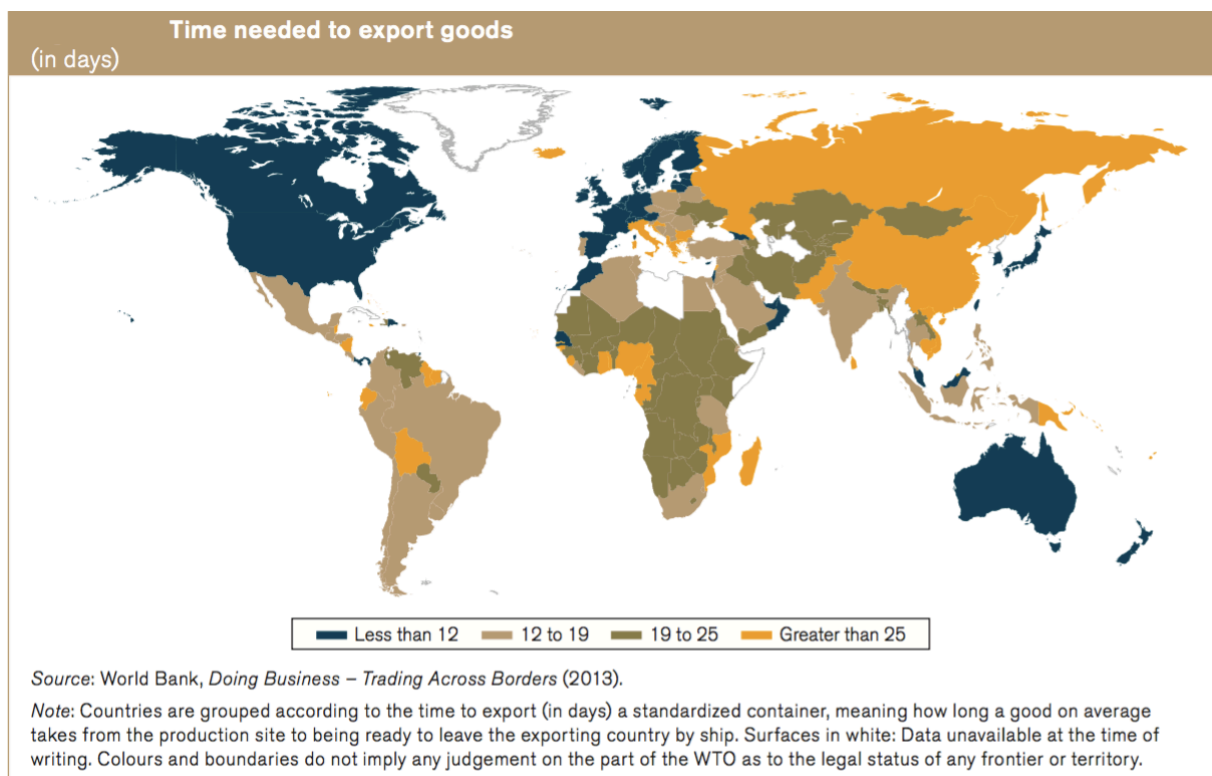 Time needed to export goods
(in days)
Less than 12 12 to 19 19 to 25 Greater than 25
Source: World Bank, Doing Business – Trading Across Borders (2013).
Note: Countries are grouped according to the time to export (in days) a standardized container, meaning how long a good on average
takes from the production site to being ready to leave the exporting country by ship. Surfaces in white: Data unavailable at the time of
writing. Colours and boundaries do not imply any judgement on the part of the WTO as to the legal status of any frontier or territory.